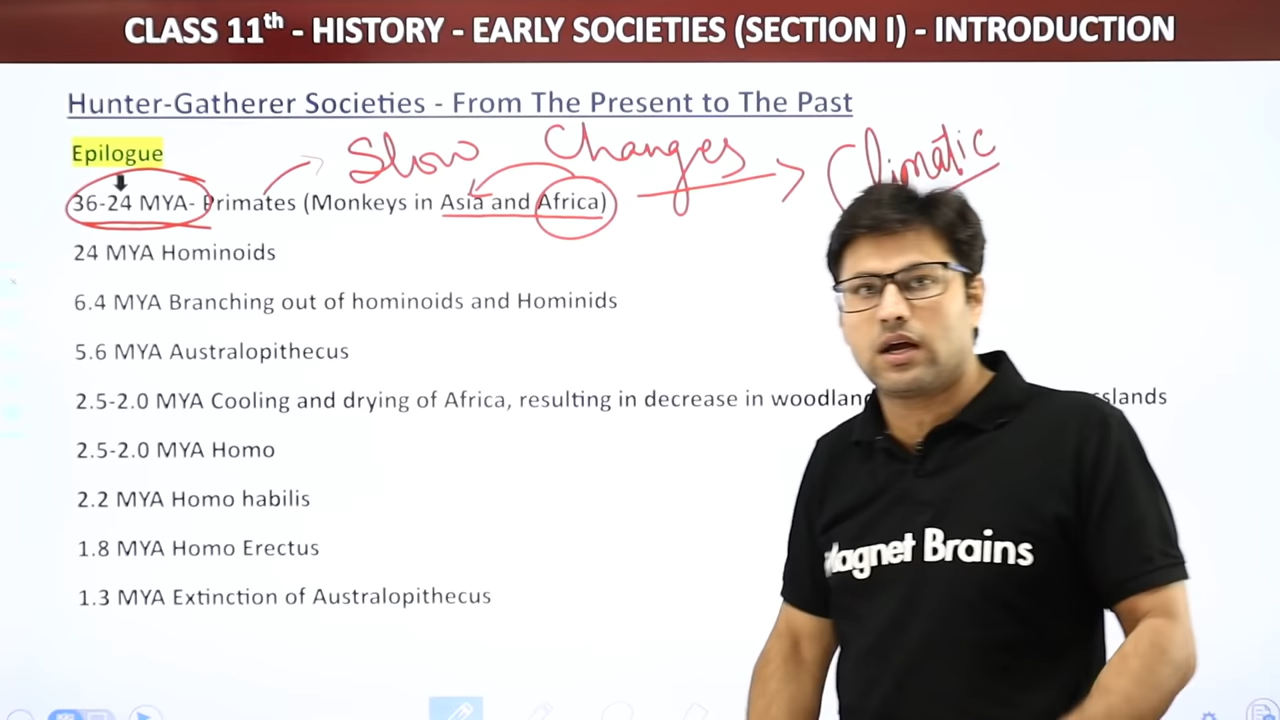 CLASS 11th - HISTORY - EARLY SOCIETIES (SECTION I) - INTRODUCTION
Hunter-Gatherer Societies - From The Present to The Past
Epilogue
Slow Changes Climatic
36-24 MYA- Primates (Monkeys in Asia and Africa)
24 MYA Hominoids
6.4 MYA Branching out of hominoids and Hominids
5.6 MYA Australopithecus
2.5-2.0 MYA Cooling and drying of Africa, resulting in decrease in
2.5-2.0 MYA Homo
2.2 MYA Homo habilis
1.8 MYA Homo Erectus
1.3 MYA Extinction of Australopithecus
Magnet Brains